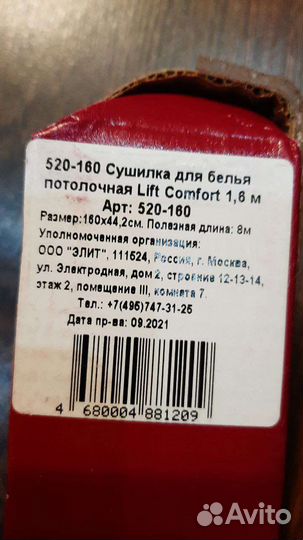 520-160 Сушилка для белья
потолочная Lift Comfort 1,6 м
Арт: 520-160
Размер:160х44,2см. Полезная длина: 8м
Уполномоченная организация:
ООО "ЭЛИТ", 111524, Россия, г. Москва,
ул. Электродная, дом 2, строение 12-13-14,
этаж 2, помещение III, комната 7.
Тел.: +7(495)747-31-25
Дата пр-ва: 09.2021
4 680004 881209
Avito